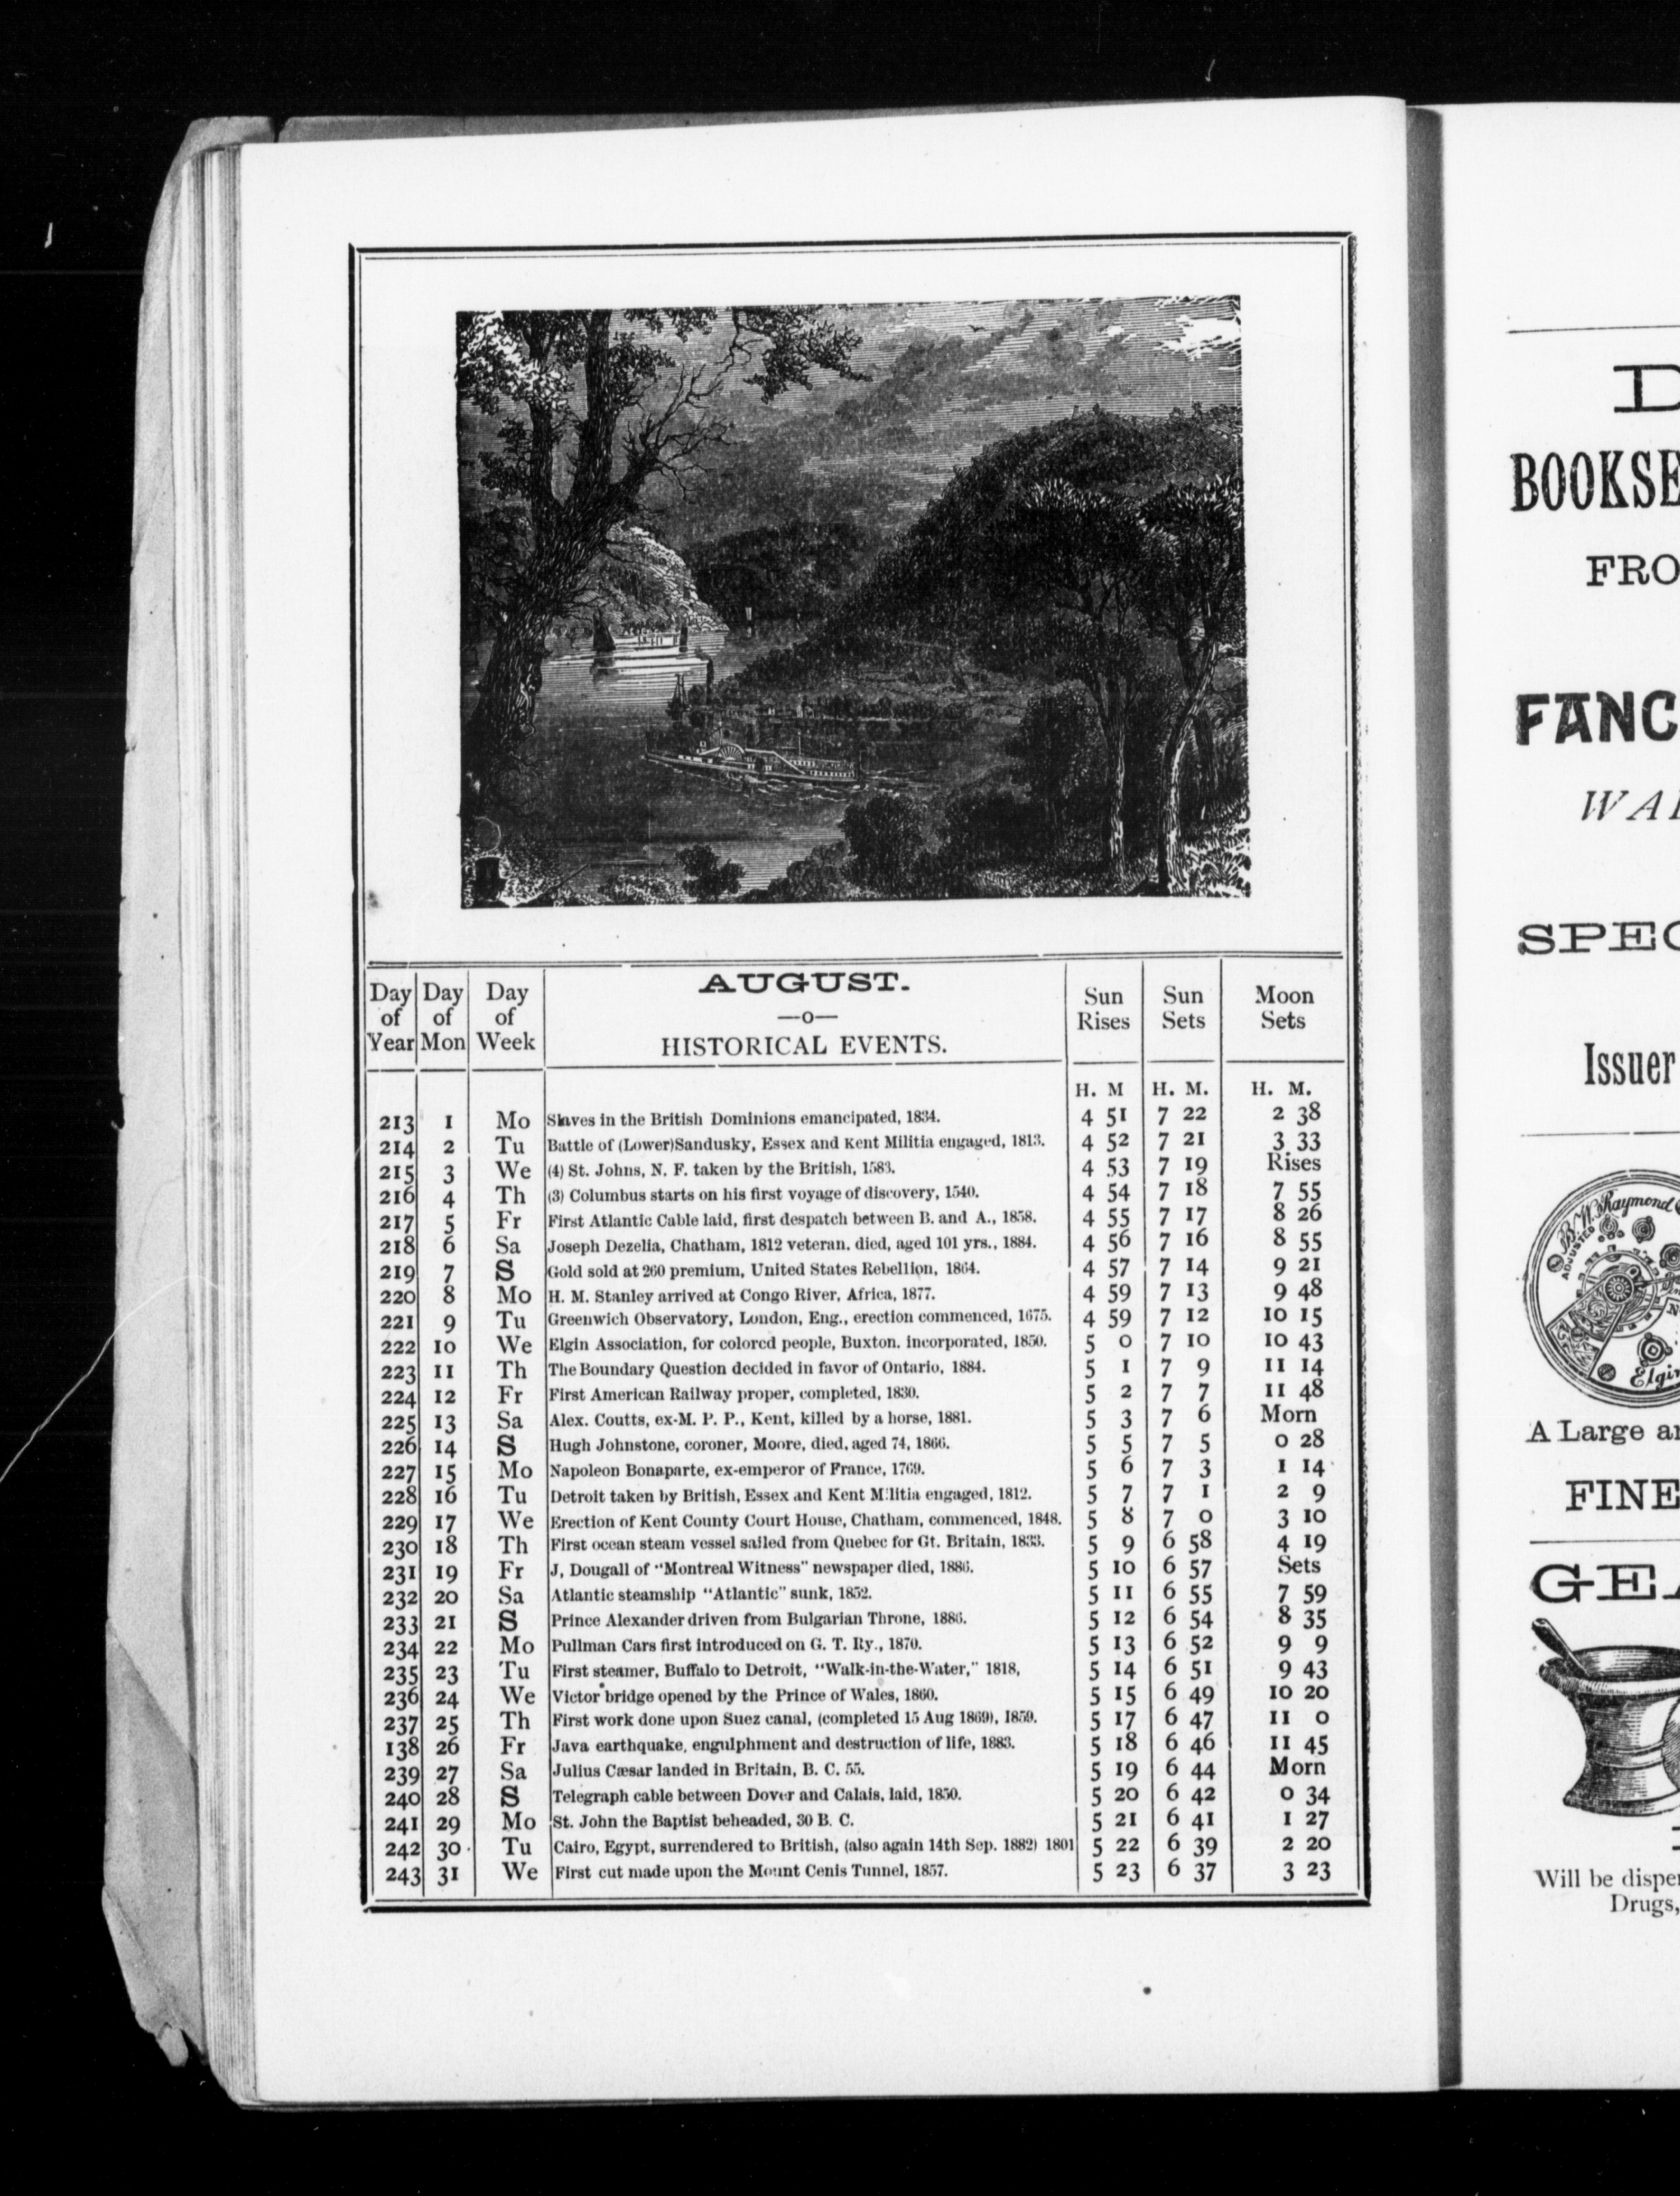 AUGUST.
—o—
HISTORICAL EVENTS.
Day of Year Day of Mon Day of Week Sun Rises Sun Sets Moon Sets
H. M H. M. H. M.
213 1 Mo Slaves in the British Dominions emancipated, 1834. 4 51 7 22 2 38
214 2 Tu Battle of (Lower)Sandusky, Essex and Kent Militia engaged, 1813. 4 52 7 21 3 33
215 3 We (4) St. Johns, N. F. taken by the British, 1583. 4 53 7 19 Rises
216 4 Th (3) Columbus starts on his first voyage of discovery, 1540. 4 54 7 18 7 55
217 5 Fr First Atlantic Cable laid, first despatch between B. and A., 1858. 4 55 7 17 8 26
218 6 Sa Joseph Dezelia, Chatham, 1812 veteran. died, aged 101 yrs., 1884. 4 56 7 16 8 55
219 7 S Gold sold at 260 premium, United States Rebellion, 1864. 4 57 7 14 9 21
220 8 Mo H. M. Stanley arrived at Congo River, Africa, 1877. 4 59 7 13 9 48
221 9 Tu Greenwich Observatory, London, Eng., erection commenced, 1675. 4 59 7 12 10 15
222 10 We Elgin Association, for colored people, Buxton. incorporated, 1850. 5 0 7 10 10 43
223 11 Th The Boundary Question decided in favor of Ontario, 1884. 5 1 7 9 11 14
224 12 Fr First American Railway proper, completed, 1830. 5 2 7 7 11 48
225 13 Sa Alex. Coutts, ex-M. P. P., Kent, killed by a horse, 1881. 5 3 7 6 Morn
226 14 S Hugh Johnstone, coroner, Moore, died, aged 74, 1866. 5 5 7 5 0 28
227 15 Mo Napoleon Bonaparte, ex-emperor of France, 1769. 5 6 7 3 1 14
228 16 Tu Detroit taken by British, Essex and Kent Militia engaged, 1812. 5 7 7 1 2 9
229 17 We Erection of Kent County Court House, Chatham, commenced, 1848. 5 8 7 0 3 10
230 18 Th First ocean steam vessel sailed from Quebec for Gt. Britain, 1833. 5 9 6 58 4 19
231 19 Fr J, Dougall of "Montreal Witness" newspaper died, 1886. 5 10 6 57 Sets
232 20 Sa Atlantic steamship "Atlantic" sunk, 1852. 5 11 6 55 7 59
233 21 S Prince Alexander driven from Bulgarian Throne, 1886. 5 12 6 54 8 35
234 22 Mo Pullman Cars first introduced on G. T. Ry., 1870. 5 13 6 52 9 9
235 23 Tu First steamer, Buffalo to Detroit, "Walk-in-the-Water," 1818, 5 14 6 51 9 43
236 24 We Victor bridge opened by the Prince of Wales, 1860. 5 15 6 49 10 20
237 25 Th First work done upon Suez canal, (completed 15 Aug 1869), 1859. 5 17 6 47 11 0
138 26 Fr Java earthquake, engulphment and destruction of life, 1883. 5 18 6 46 11 45
239 27 Sa Julius Cæsar landed in Britain, B. C. 55. 5 19 6 44 Morn
240 28 S Telegraph cable between Dover and Calais, laid, 1850. 5 20 6 42 0 34
241 29 Mo St. John the Baptist beheaded, 30 B. C. 5 21 6 41 1 27
242 30 Tu Cairo, Egypt, surrendered to British, (also again 14th Sep. 1882) 1801 5 22 6 39 2 20
243 31 We First cut made upon the Mount Cenis Tunnel, 1857. 5 23 6 37 3 23
D
BOOKSE
FRO
FANC
WA
SPEC
Issuer
B. W. Raymond
ADJUSTED
Elgin
A Large a
FINE
GEA
Will be dispe
Drugs,